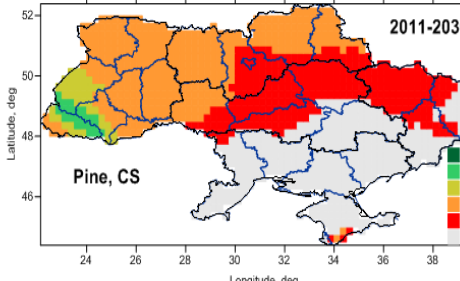 2011-203
Pine, CS
Latitude, deg
52
50
48
46
24 26 28 30 32 34 36 38
Longitude, deg